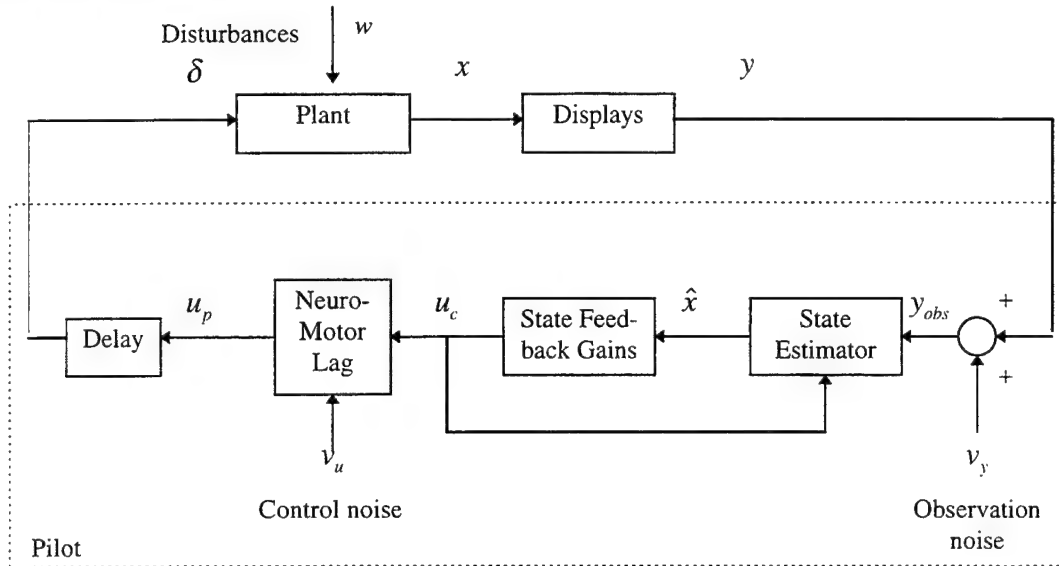 Disturbances
w
δ
x
y
Plant
Displays
u_p
Neuro-
Motor
Lag
u_c
State Feed-
back Gains
x̂
State
Estimator
y_obs
+
+
Delay
v_u
v_y
Control noise
Observation
noise
Pilot